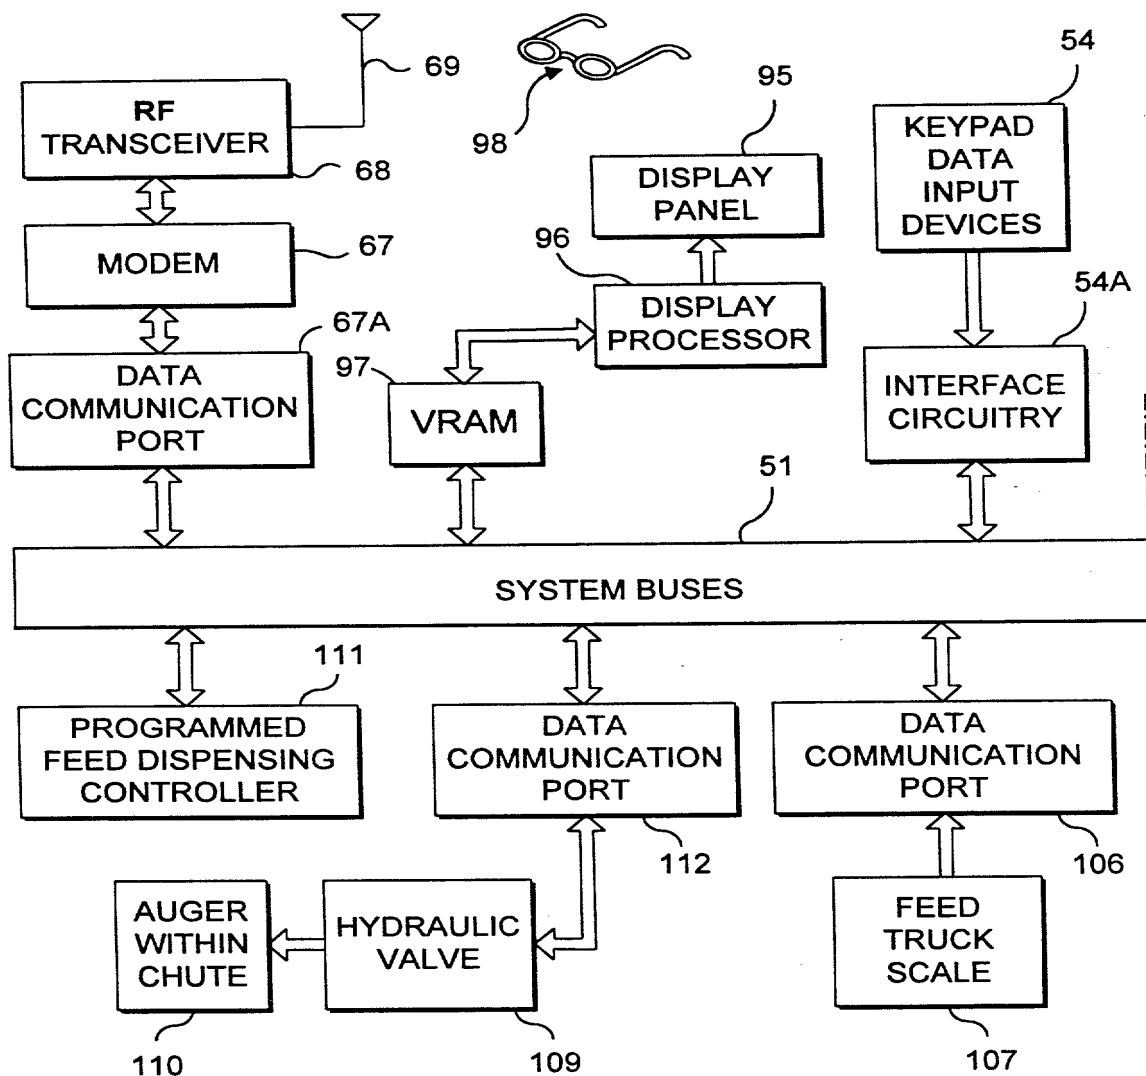 69
RF
TRANSCEIVER
68
98
95
DISPLAY
PANEL
54
KEYPAD
DATA
INPUT
DEVICES
MODEM
67
96
DISPLAY
PROCESSOR
54A
INTERFACE
CIRCUITRY
67A
DATA
COMMUNICATION
PORT
97
VRAM
51
SYSTEM BUSES
111
PROGRAMMED
FEED DISPENSING
CONTROLLER
DATA
COMMUNICATION
PORT
112
DATA
COMMUNICATION
PORT
106
AUGER
WITHIN
CHUTE
110
HYDRAULIC
VALVE
109
FEED
TRUCK
SCALE
107